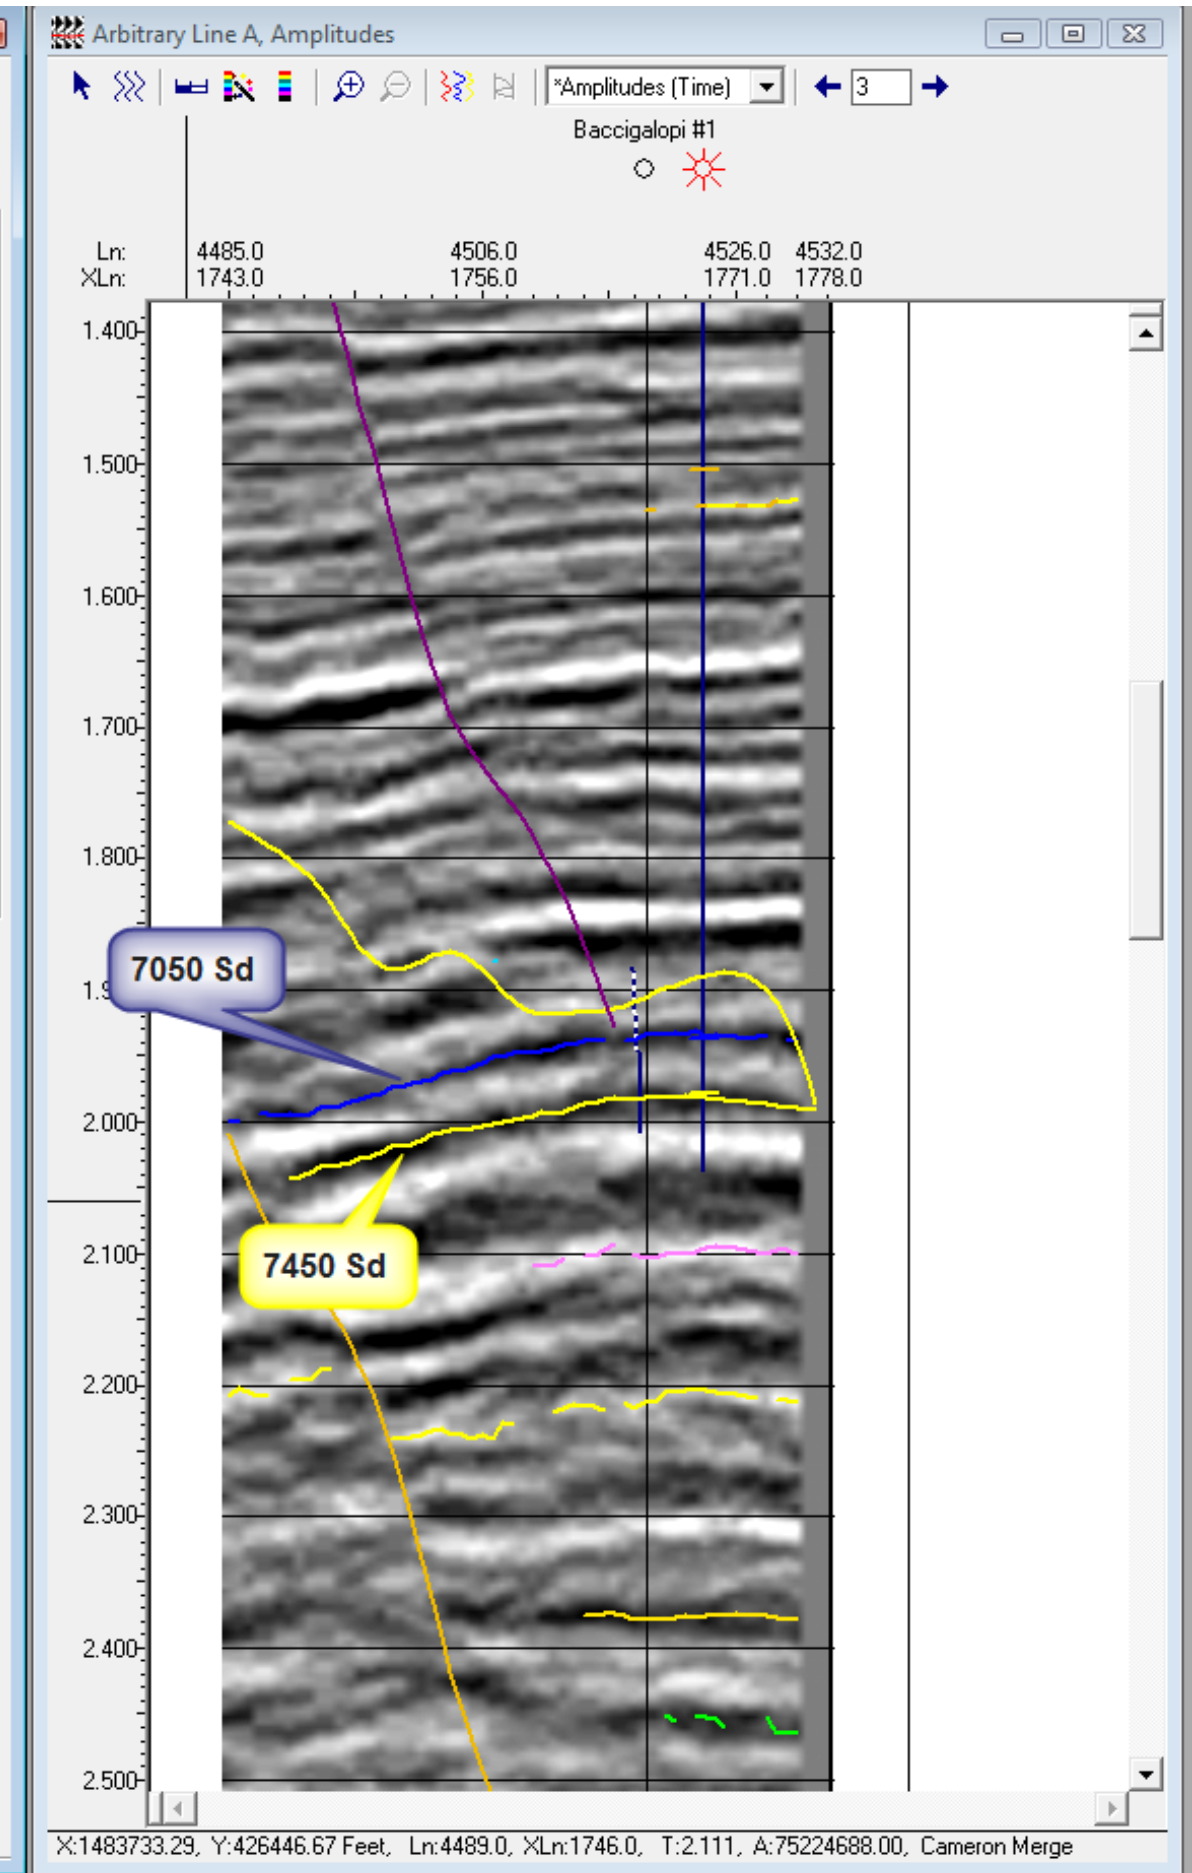 Arbitrary Line A, Amplitudes
*Amplitudes (Time) 3
Baccigalopi #1
Ln: 4485.0 4506.0 4526.0 4532.0
XLn: 1743.0 1756.0 1771.0 1778.0
1.400
1.500
1.600
1.700
1.800
7050 Sd
1.9
2.000
7450 Sd
2.100
2.200
2.300
2.400
2.500
X:1483733.29, Y:426446.67 Feet, Ln:4489.0, XLn:1746.0, T:2.111, A:75224688.00, Cameron Merge